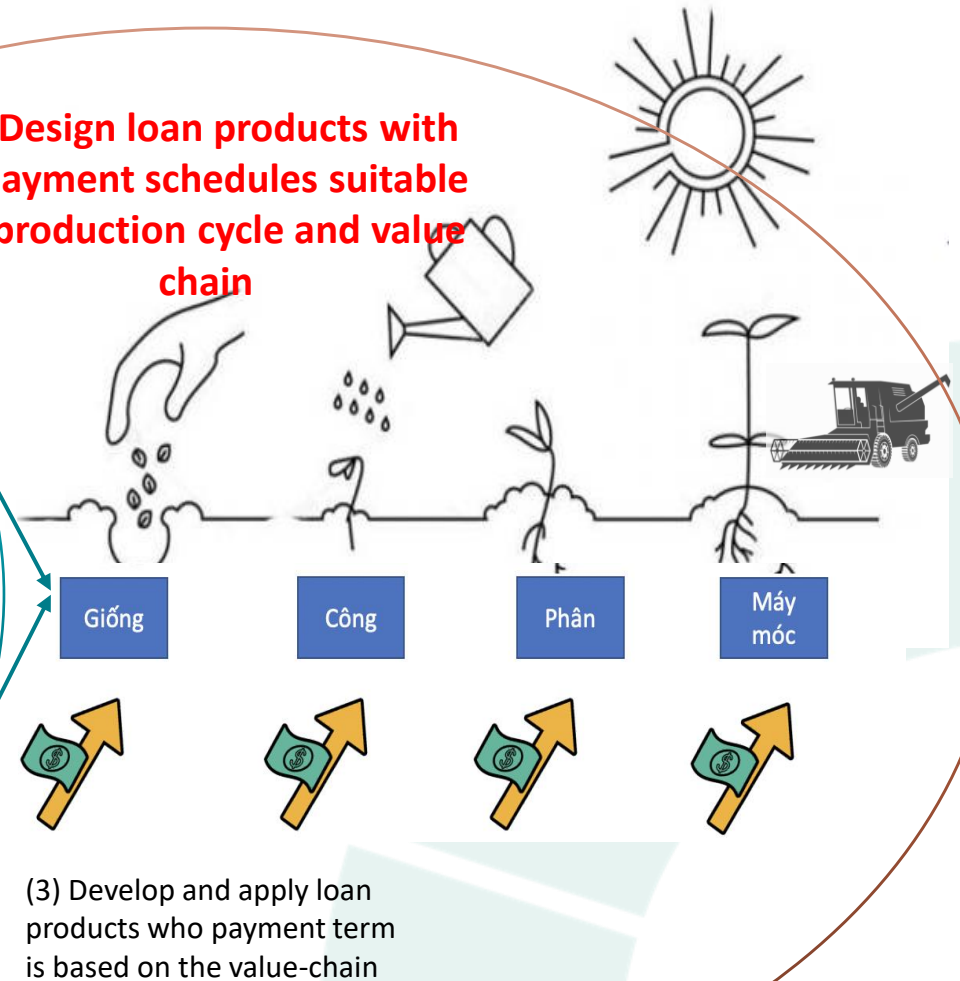 Design loan products with
ayment schedules suitable
production cycle and value
chain
Giống
Công
Phân
Máy
móc
$
$
$
$
(3) Develop and apply loan
products who payment term
is based on the value-chain